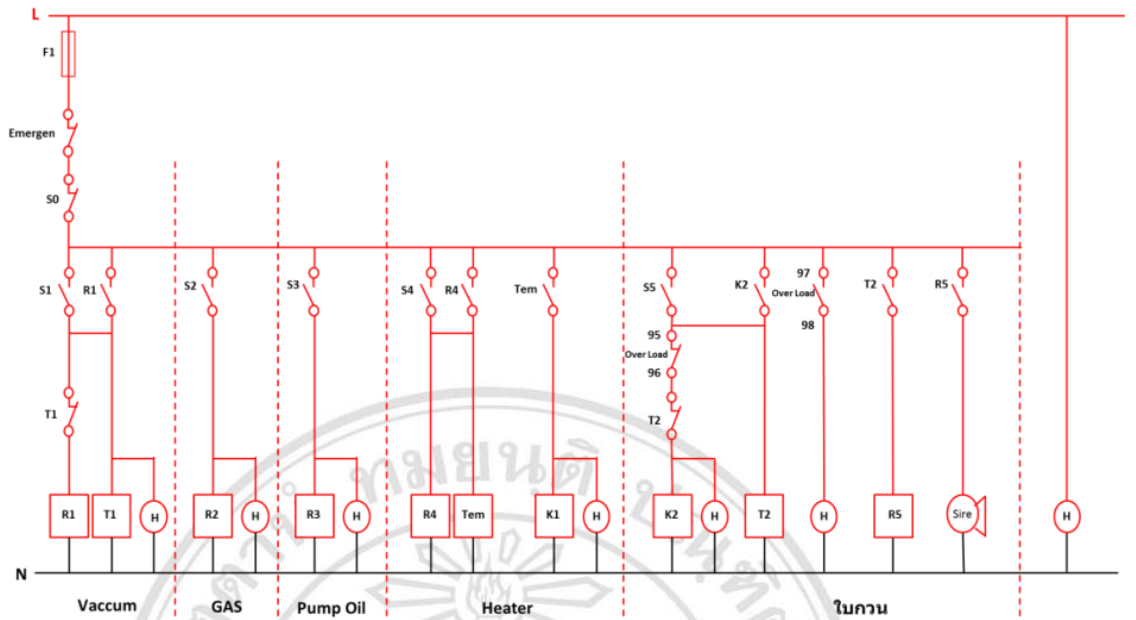 L
F1
Emergen
S0
S1 R1 S2 S3 S4 R4 Tem S5 K2 97 Over Load 98 T2 R5
95
Over Load
96
T1 T2
R1 T1 H R2 H R3 H R4 Tem K1 H K2 H T2 H R5 Sire H
N
Vaccum GAS Pump Oil Heater ใบกวน